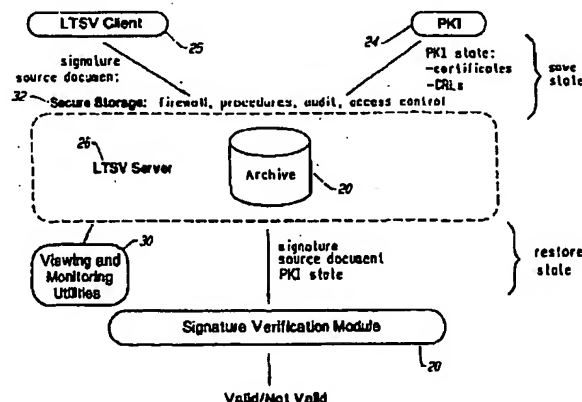 LTSV Client
25
PKI
24
signature
source document;
PKI state:
-certificates
-CRLs
save
state
32
Secure Storage: firewall, procedures, audit, access control
26
LTSV Server
Archive
20
30
Viewing and
Monitoring
Utilities
signature
source document
PKI state
restore
state
Signature Verification Module
28
Valid/Not Valid